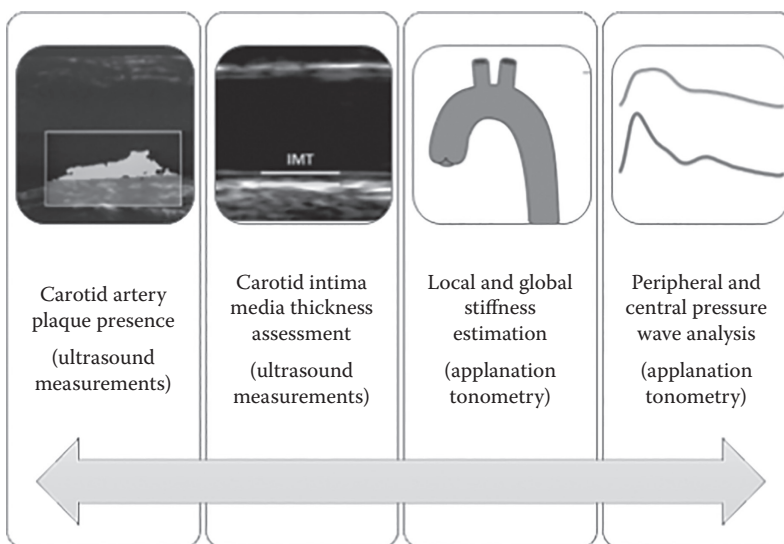 IMT
Carotid artery
plaque presence
(ultrasound
measurements)
Carotid intima
media thickness
assessment
(ultrasound
measurements)
Local and global
stiffness
estimation
(applanation
tonometry)
Peripheral and
central pressure
wave analysis
(applanation
tonometry)